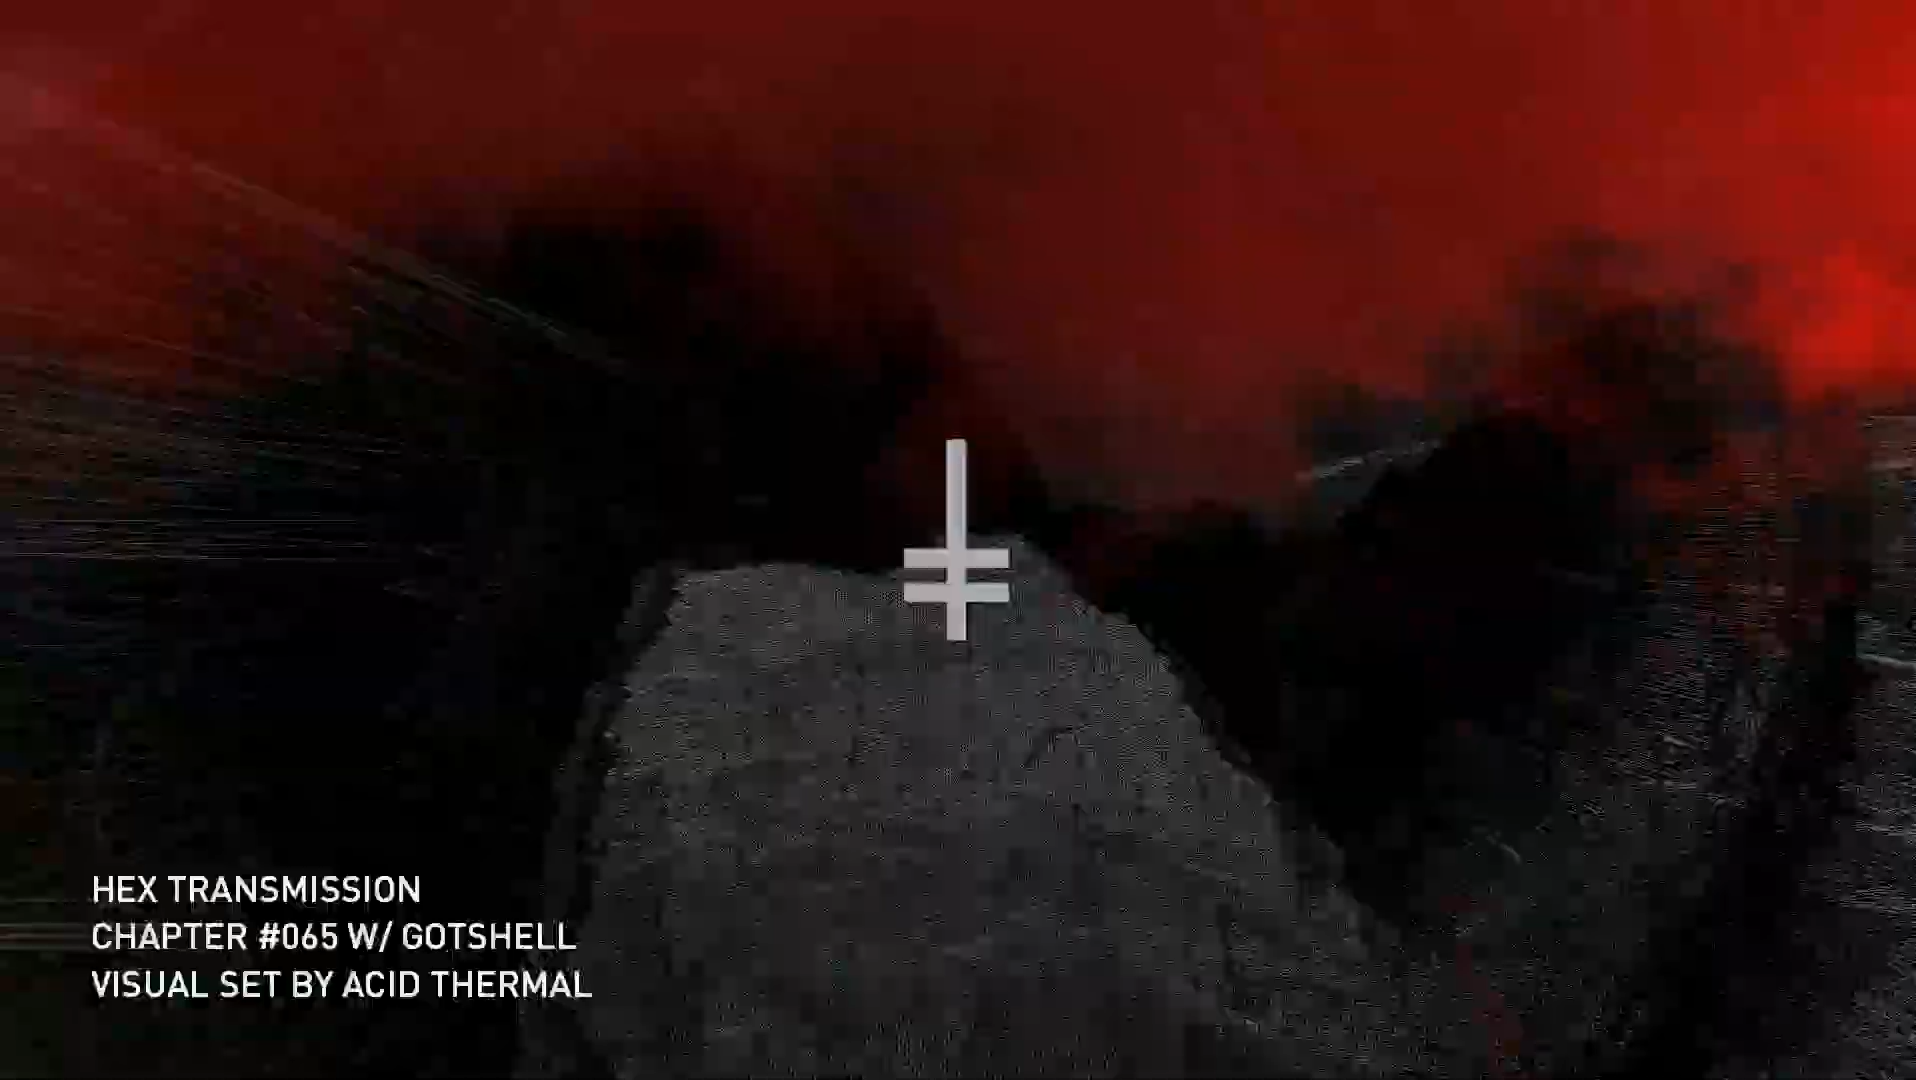 HEX TRANSMISSION
CHAPTER #065 W/ GOTSHELL
VISUAL SET BY ACID THERMAL